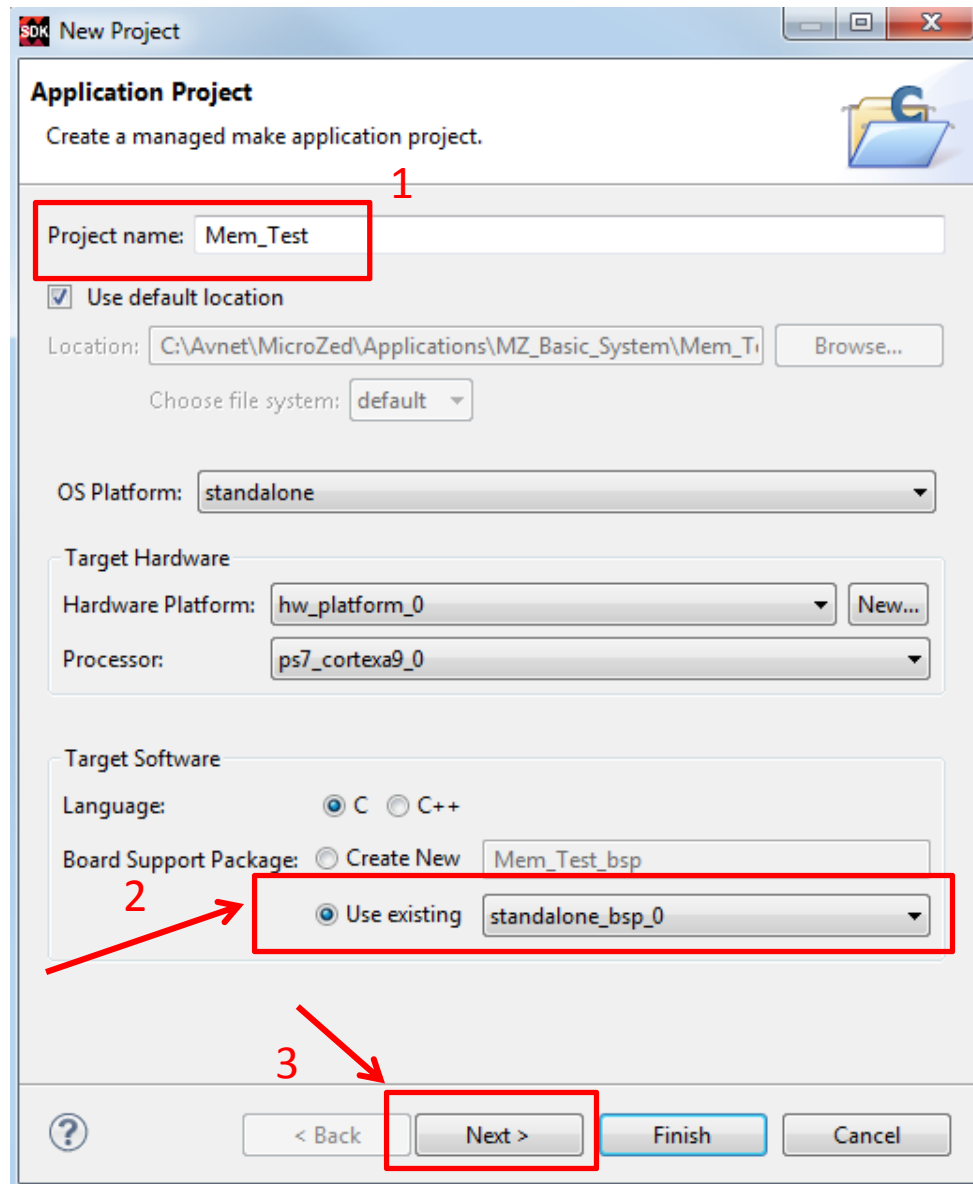 SDK New Project
Application Project
Create a managed make application project.
1
Project name: Mem_Test
Use default location
Location: C:\Avnet\MicroZed\Applications\MZ_Basic_System\Mem_T Browse...
Choose file system: default
OS Platform: standalone
Target Hardware
Hardware Platform: hw_platform_0 New...
Processor: ps7_cortexa9_0
Target Software
Language: C C++
Board Support Package: Create New Mem_Test_bsp
2
Use existing standalone_bsp_0
3
? < Back Next > Finish Cancel